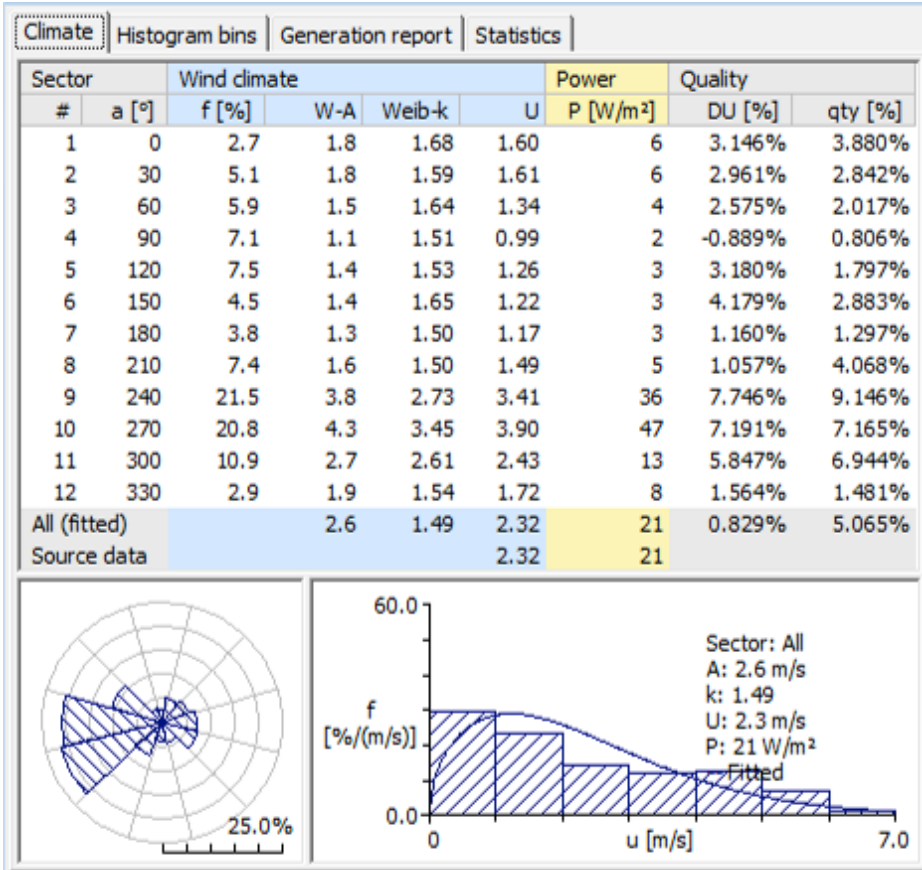 Climate Histogram bins Generation report Statistics
Sector Wind climate Power Quality
# a [º] f [%] W-A Weib-k U P [W/m²] DU [%] qty [%]
1 0 2.7 1.8 1.68 1.60 6 3.146% 3.880%
2 30 5.1 1.8 1.59 1.61 6 2.961% 2.842%
3 60 5.9 1.5 1.64 1.34 4 2.575% 2.017%
4 90 7.1 1.1 1.51 0.99 2 -0.889% 0.806%
5 120 7.5 1.4 1.53 1.26 3 3.180% 1.797%
6 150 4.5 1.4 1.65 1.22 3 4.179% 2.883%
7 180 3.8 1.3 1.50 1.17 3 1.160% 1.297%
8 210 7.4 1.6 1.50 1.49 5 1.057% 4.068%
9 240 21.5 3.8 2.73 3.41 36 7.746% 9.146%
10 270 20.8 4.3 3.45 3.90 47 7.191% 7.165%
11 300 10.9 2.7 2.61 2.43 13 5.847% 6.944%
12 330 2.9 1.9 1.54 1.72 8 1.564% 1.481%
All (fitted) 2.6 1.49 2.32 21 0.829% 5.065%
Source data 2.32 21
25.0%
60.0
f
[%/(m/s)]
0.0
0 u [m/s] 7.0
Sector: All
A: 2.6 m/s
k: 1.49
U: 2.3 m/s
P: 21 W/m²
Fitted